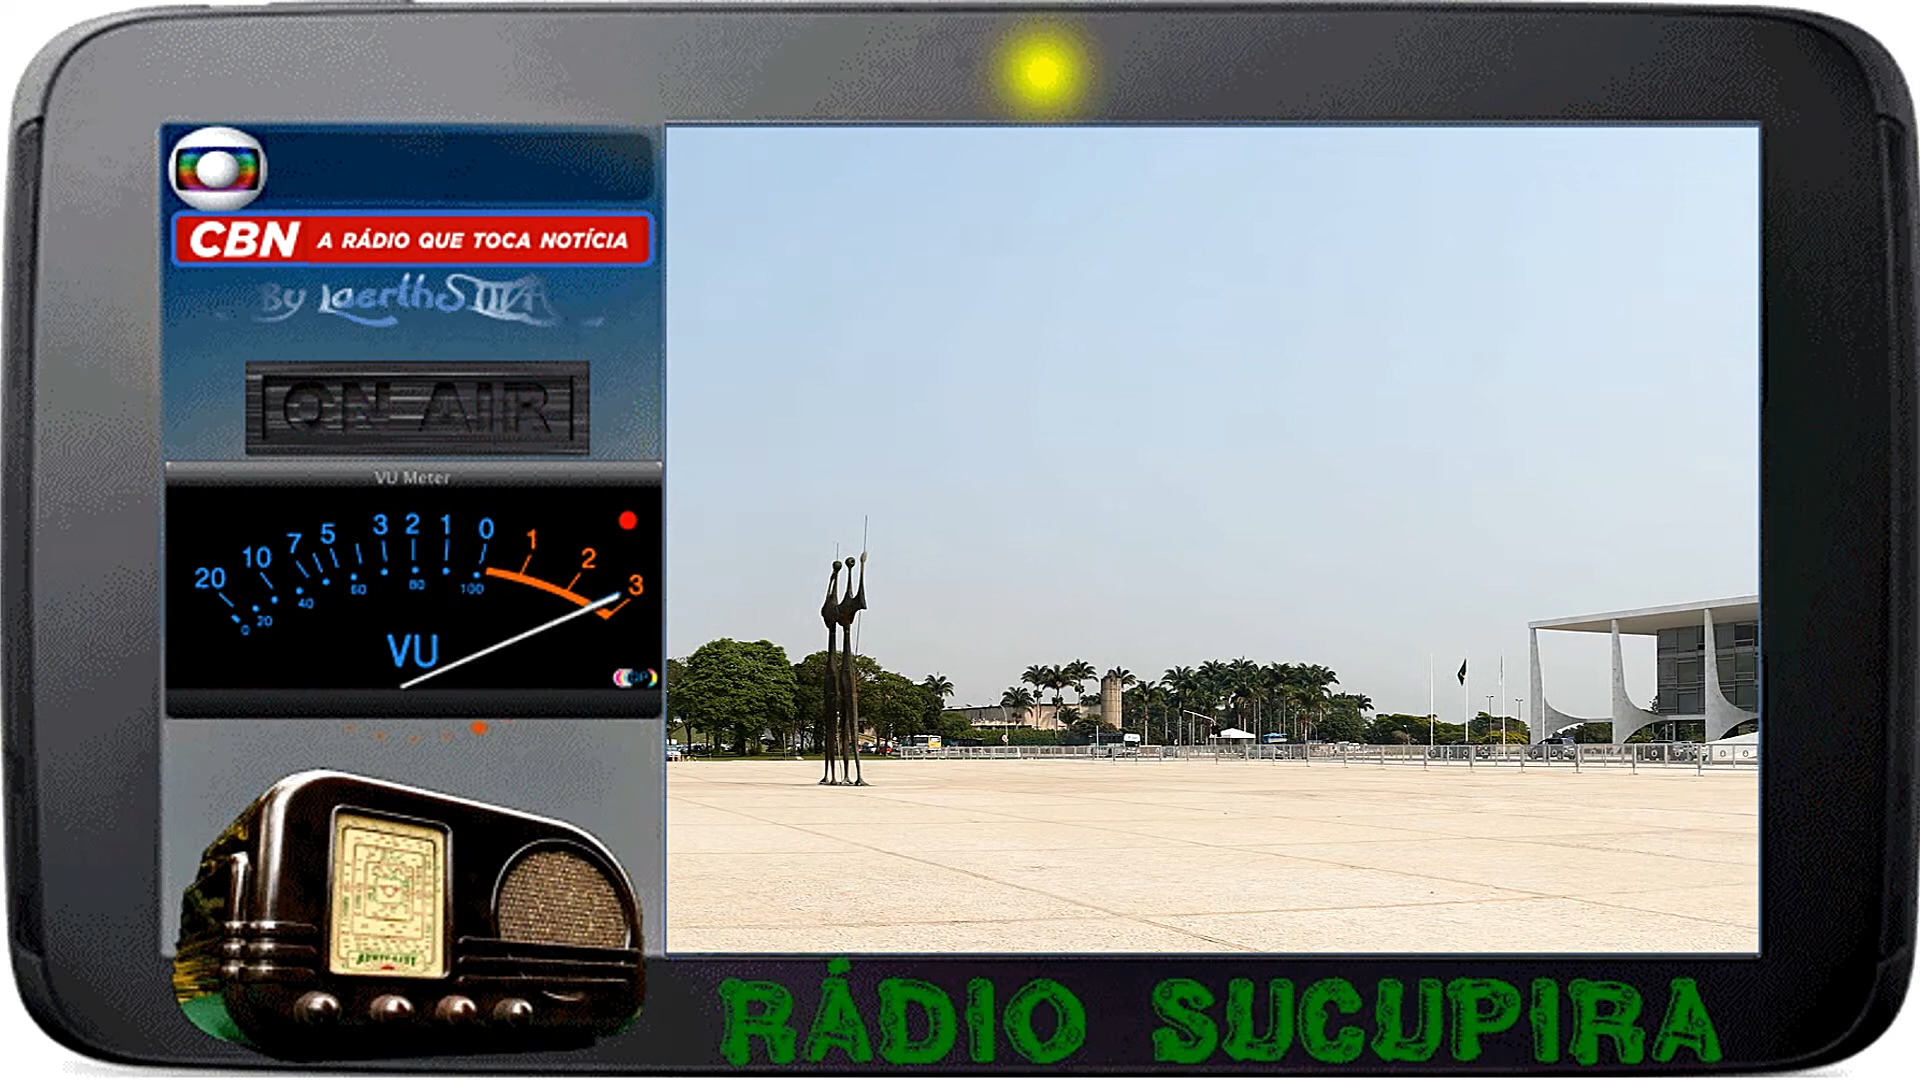 CBN A RÁDIO QUE TOCA NOTÍCIA
By LaerthSILVA
ON AIR
VU Meter
20 10 7 5 3 2 1 0 1 2 3
0 20 40 60 80 100
VU
RÁDIO SUCUPIRA